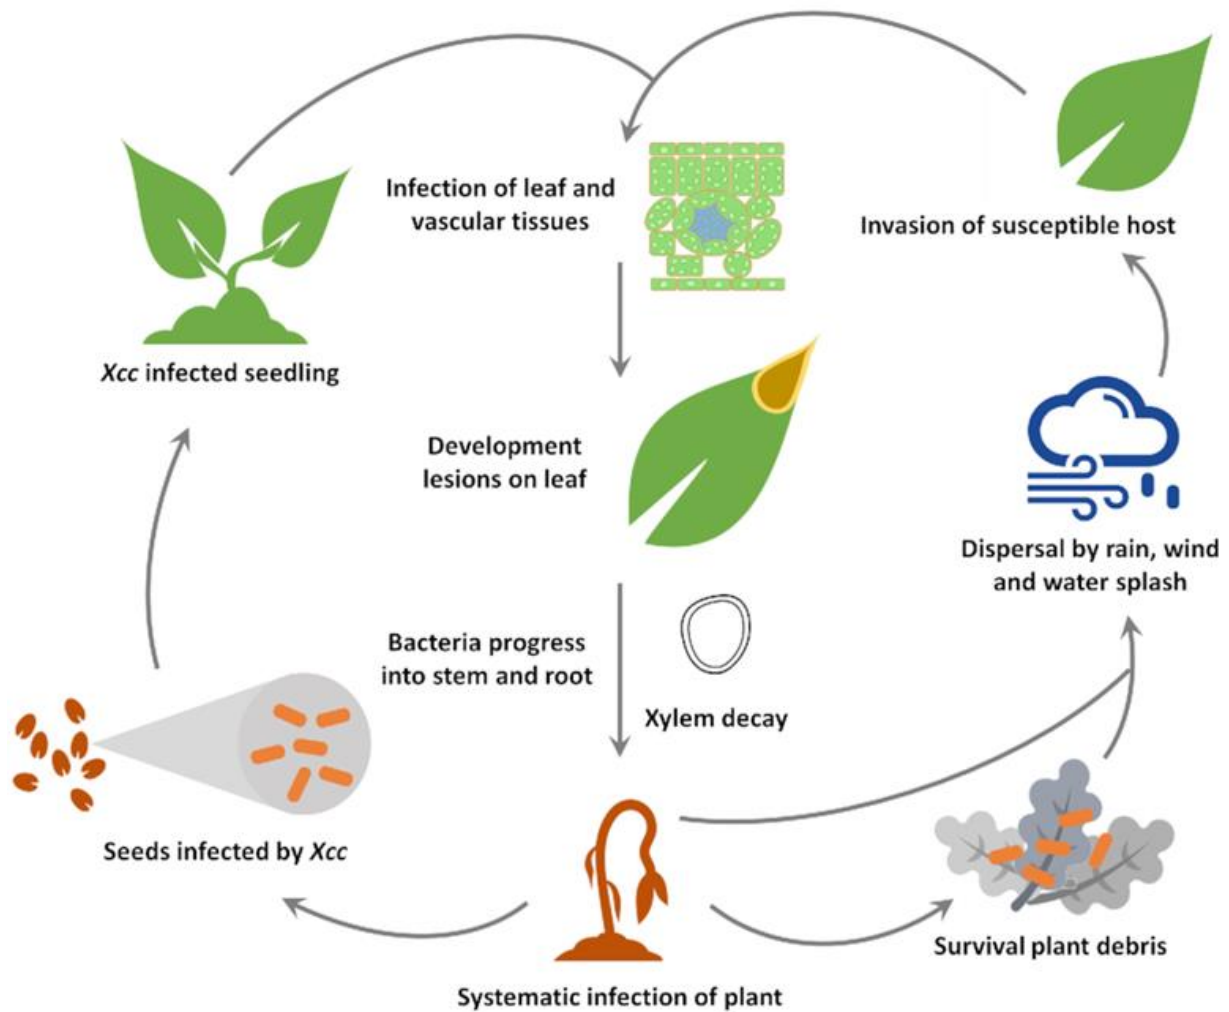 Infection of leaf and
vascular tissues
Invasion of susceptible host
Xcc infected seedling
Development
lesions on leaf
Dispersal by rain, wind
and water splash
Bacteria progress
into stem and root
Xylem decay
Seeds infected by Xcc
Survival plant debris
Systematic infection of plant